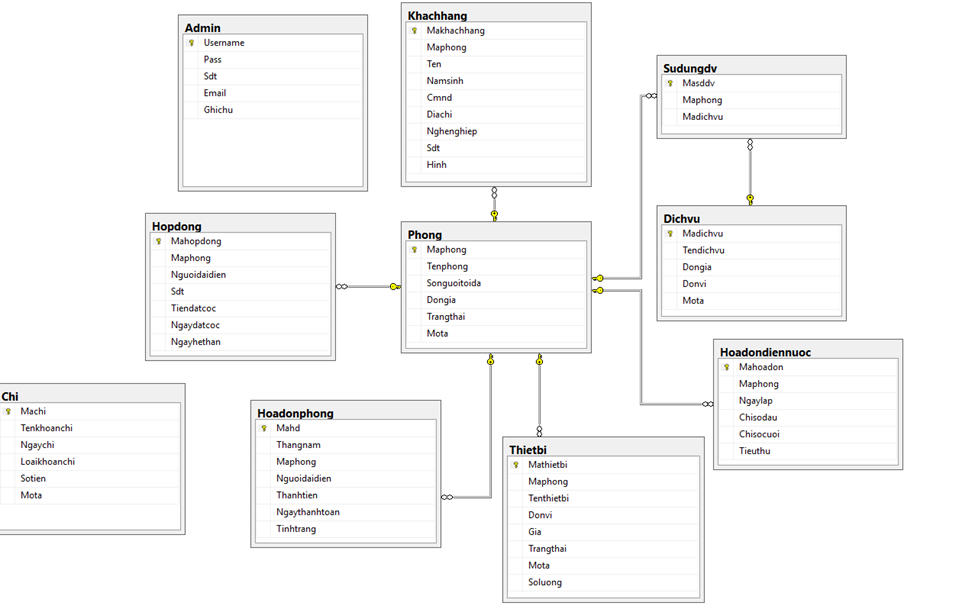 Admin
Username
Pass
Sdt
Email
Ghichu
Khachhang
Makhachhang
Maphong
Ten
Namsinh
Cmnd
Diachi
Nghenghiep
Sdt
Hinh
Sudungdv
Masddv
Maphong
Madichvu
Hopdong
Mahopdong
Maphong
Nguoidaidien
Sdt
Tiendatcoc
Ngaydatcoc
Ngayhethan
Phong
Maphong
Tenphong
Songuoitoida
Dongia
Trangthai
Mota
Dichvu
Madichvu
Tendichvu
Dongia
Donvi
Mota
Hoadondiennuoc
Mahoadon
Maphong
Ngaylap
Chisodau
Chisocuoi
Tieuthu
Chi
Machi
Tenkhoanchi
Ngaychi
Loaikhoanchi
Sotien
Mota
Hoadonphong
Mahd
Thangnam
Maphong
Nguoidaidien
Thanhtien
Ngaythanhtoan
Tinhtrang
Thietbi
Mathietbi
Maphong
Tenthietbi
Donvi
Gia
Trangthai
Mota
Soluong